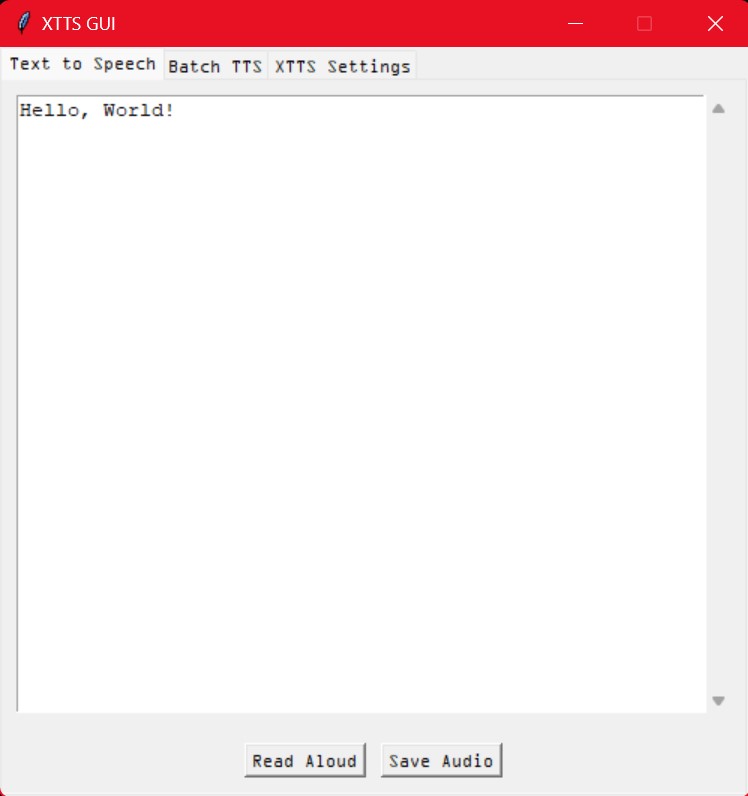 XTTS GUI
Text to Speech Batch TTS XTTS Settings
Hello, World!
Read Aloud Save Audio